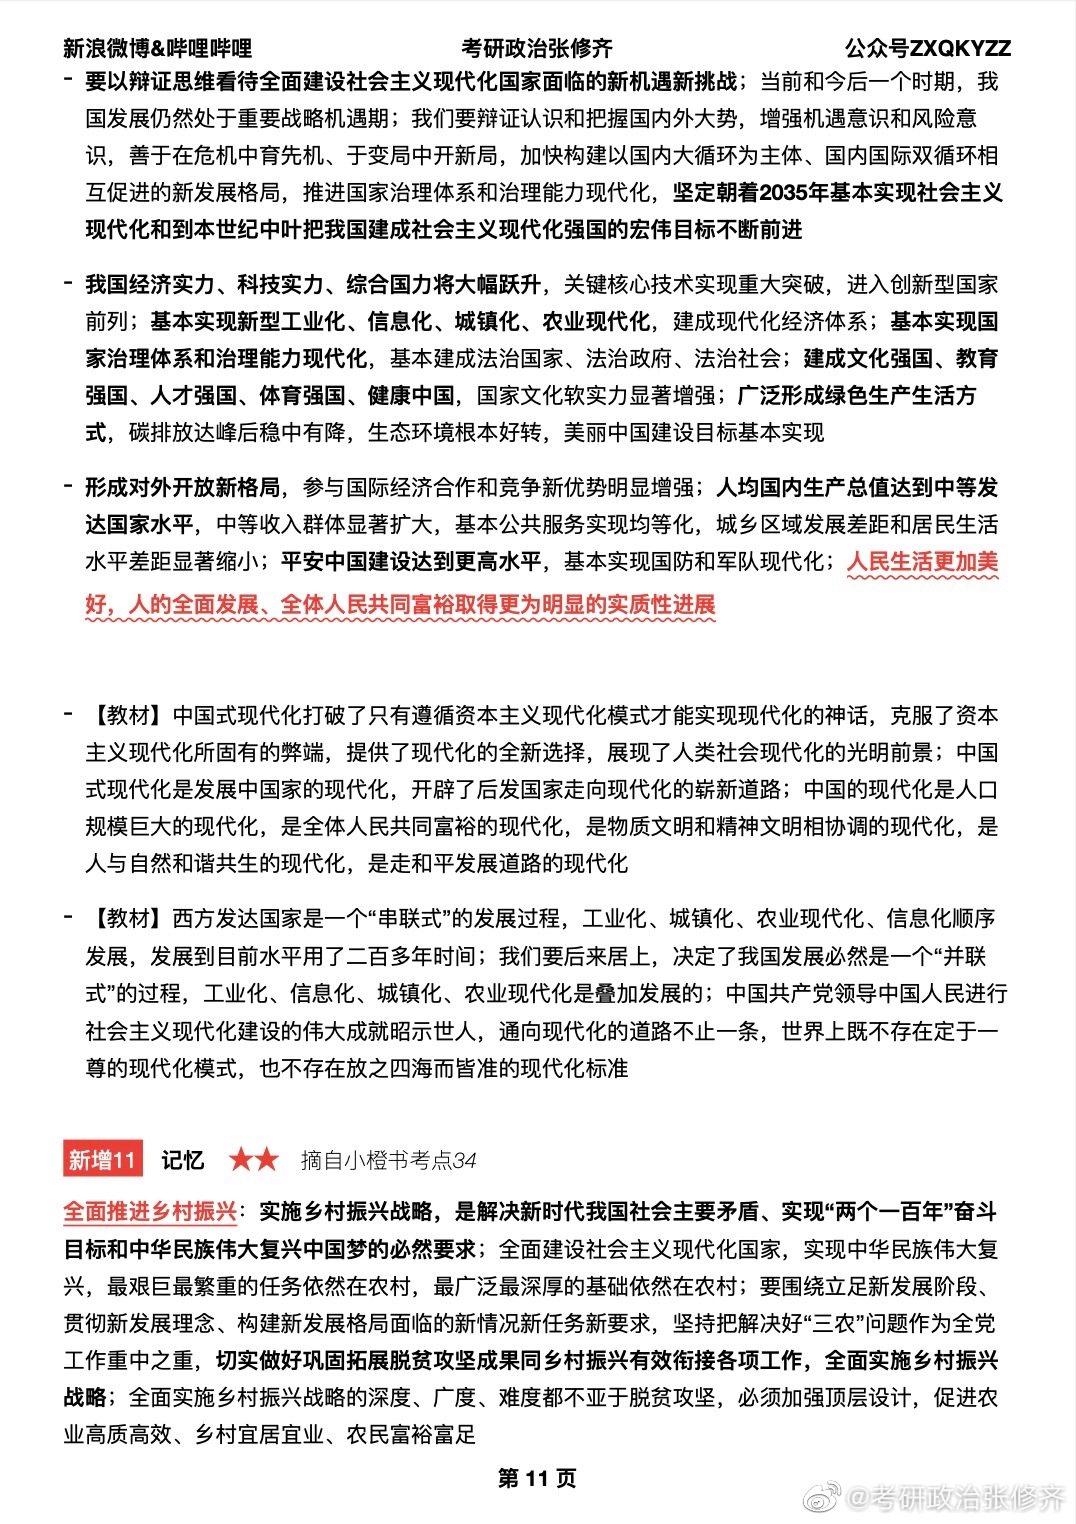 新浪微博&哔哩哔哩 考研政治张修齐 公众号ZXQKYZZ
- 要以辩证思维看待全面建设社会主义现代化国家面临的新机遇新挑战；当前和今后一个时期，我
国发展仍然处于重要战略机遇期；我们要辩证认识和把握国内外大势，增强机遇意识和风险意
识，善于在危机中育先机、于变局中开新局，加快构建以国内大循环为主体、国内国际双循环相
互促进的新发展格局，推进国家治理体系和治理能力现代化，坚定朝着2035年基本实现社会主义
现代化和到本世纪中叶把我国建成社会主义现代化强国的宏伟目标不断前进
- 我国经济实力、科技实力、综合国力将大幅跃升，关键核心技术实现重大突破，进入创新型国家
前列；基本实现新型工业化、信息化、城镇化、农业现代化，建成现代化经济体系；基本实现国
家治理体系和治理能力现代化，基本建成法治国家、法治政府、法治社会；建成文化强国、教育
强国、人才强国、体育强国、健康中国，国家文化软实力显著增强；广泛形成绿色生产生活方
式，碳排放达峰后稳中有降，生态环境根本好转，美丽中国建设目标基本实现
- 形成对外开放新格局，参与国际经济合作和竞争新优势明显增强；人均国内生产总值达到中等发
达国家水平，中等收入群体显著扩大，基本公共服务实现均等化，城乡区域发展差距和居民生活
水平差距显著缩小；平安中国建设达到更高水平，基本实现国防和军队现代化；人民生活更加美
好，人的全面发展、全体人民共同富裕取得更为明显的实质性进展
- 【教材】中国式现代化打破了只有遵循资本主义现代化模式才能实现现代化的神话，克服了资本
主义现代化所固有的弊端，提供了现代化的全新选择，展现了人类社会现代化的光明前景；中国
式现代化是发展中国家的现代化，开辟了后发国家走向现代化的崭新道路；中国的现代化是人口
规模巨大的现代化，是全体人民共同富裕的现代化，是物质文明和精神文明相协调的现代化，是
人与自然和谐共生的现代化，是走和平发展道路的现代化
- 【教材】西方发达国家是一个“串联式”的发展过程，工业化、城镇化、农业现代化、信息化顺序
发展，发展到目前水平用了二百多年时间；我们要后来居上，决定了我国发展必然是一个“并联
式”的过程，工业化、信息化、城镇化、农业现代化是叠加发展的；中国共产党领导中国人民进行
社会主义现代化建设的伟大成就昭示世人，通向现代化的道路不止一条，世界上既不存在定于一
尊的现代化模式，也不存在放之四海而皆准的现代化标准
新增11 记忆 ★★ 摘自小橙书考点34
全面推进乡村振兴：实施乡村振兴战略，是解决新时代我国社会主要矛盾、实现“两个一百年”奋斗
目标和中华民族伟大复兴中国梦的必然要求；全面建设社会主义现代化国家，实现中华民族伟大复
兴，最艰巨最繁重的任务依然在农村，最广泛最深厚的基础依然在农村；要围绕立足新发展阶段、
贯彻新发展理念、构建新发展格局面临的新情况新任务新要求，坚持把解决好“三农”问题作为全党
工作重中之重，切实做好巩固拓展脱贫攻坚成果同乡村振兴有效衔接各项工作，全面实施乡村振兴
战略；全面实施乡村振兴战略的深度、广度、难度都不亚于脱贫攻坚，必须加强顶层设计，促进农
业高质高效、乡村宜居宜业、农民富裕富足
第 11 页
@考研政治张修齐